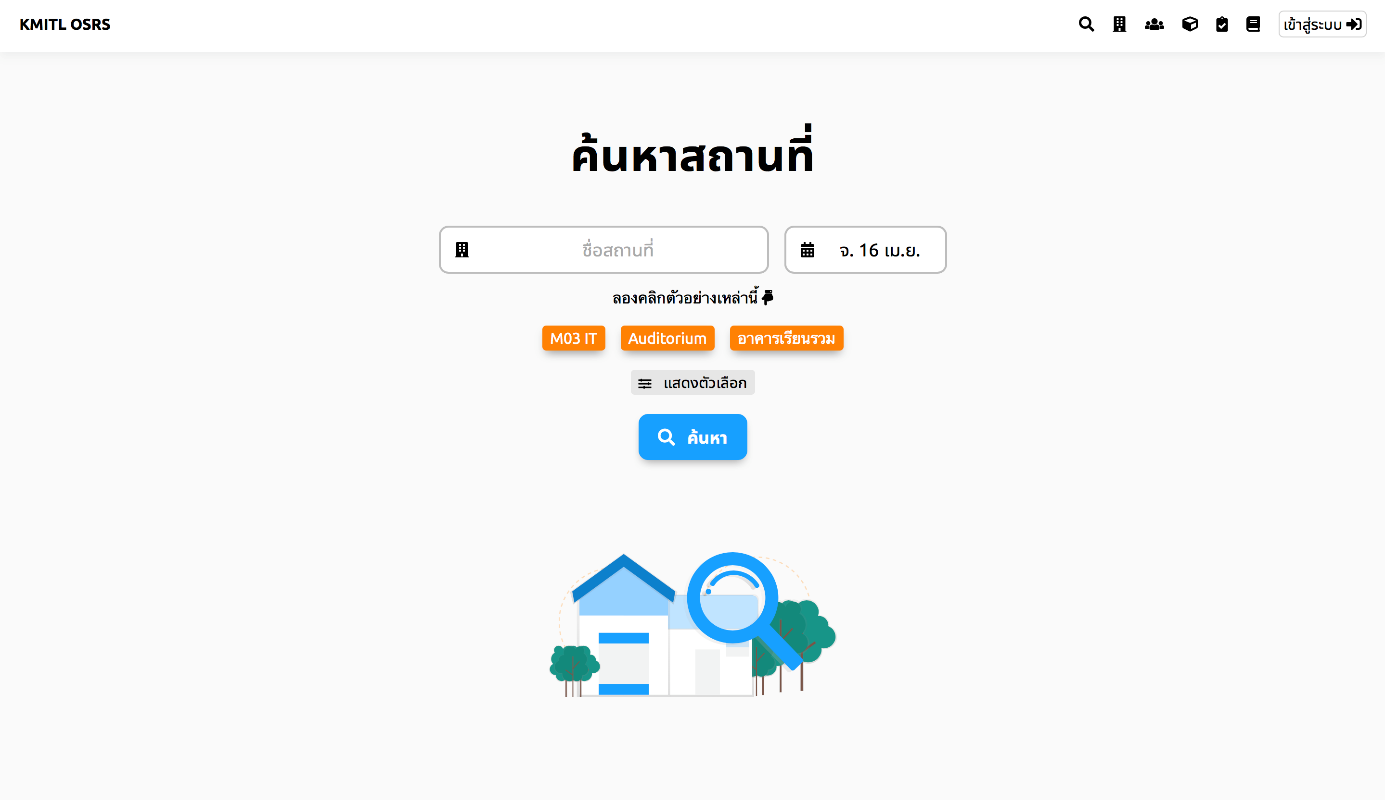 KMITL OSRS
เข้าสู่ระบบ
ค้นหาสถานที่
ชื่อสถานที่
จ. 16 เม.ย.
ลองคลิกตัวอย่างเหล่านี้
M03 IT
Auditorium
อาคารเรียนรวม
แสดงตัวเลือก
ค้นหา